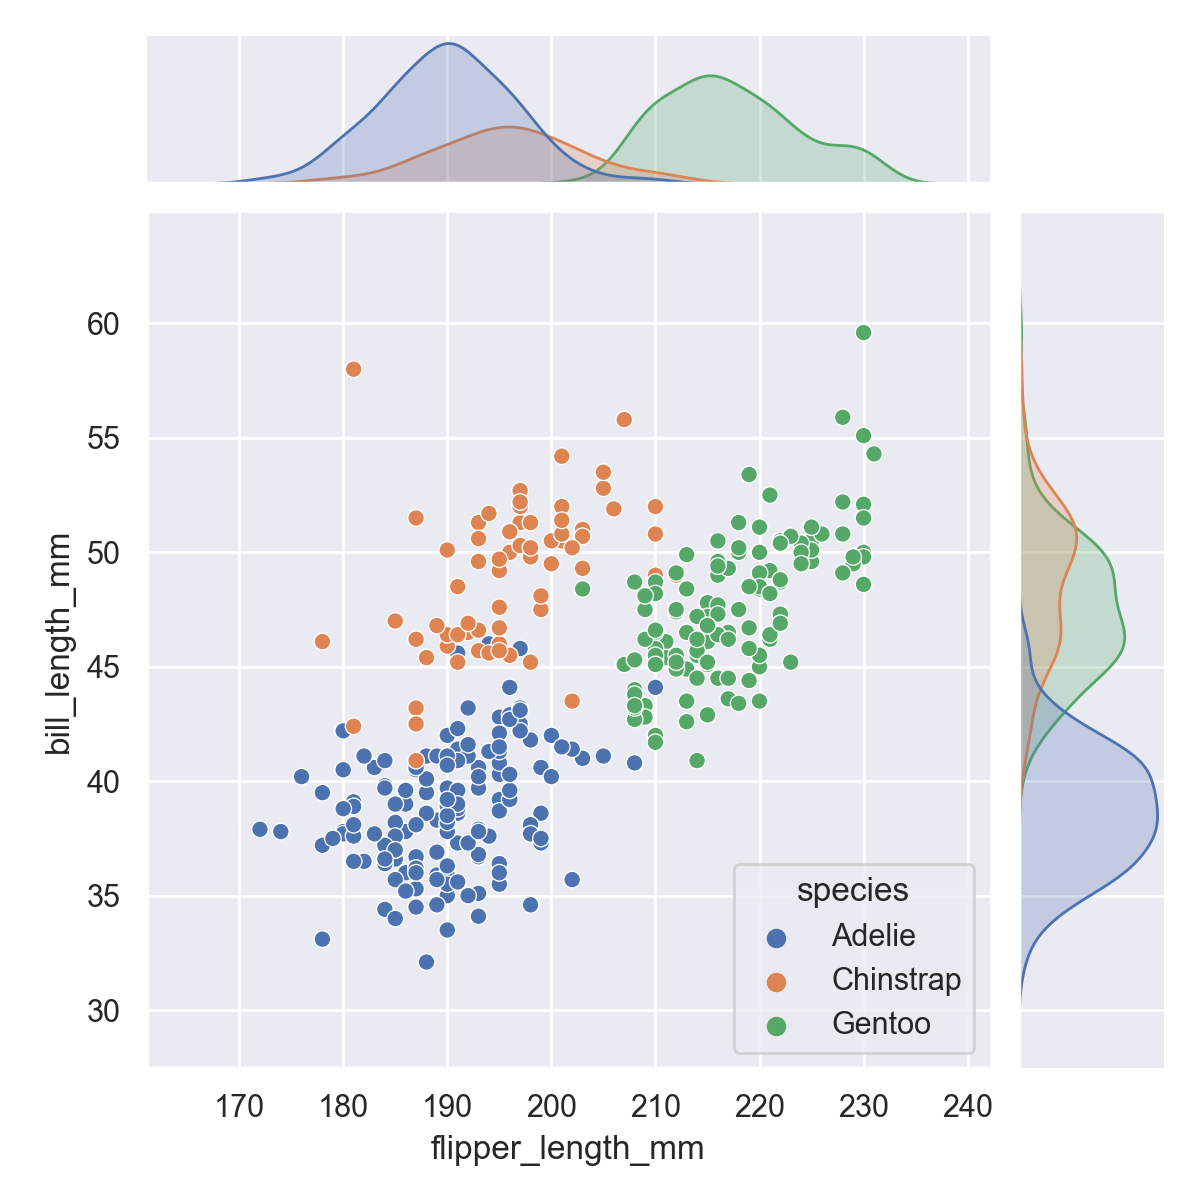 60
55
50
45
40
35
30
bill_length_mm
species
Adelie
Chinstrap
Gentoo
170 180 190 200 210 220 230 240
flipper_length_mm